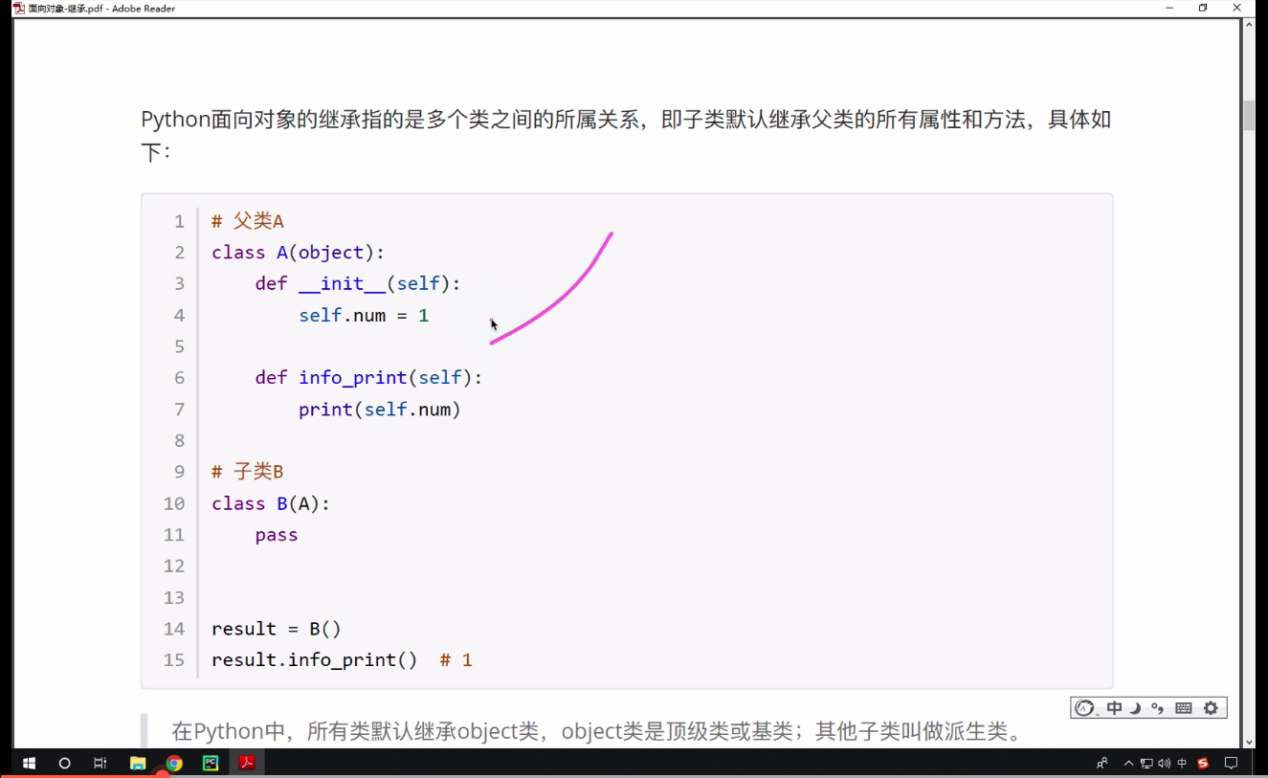 面向对象-继承.pdf - Adobe Reader
Python面向对象的继承指的是多个类之间的所属关系，即子类默认继承父类的所有属性和方法，具体如
下：
1 # 父类A
2 class A(object):
3     def __init__(self):
4         self.num = 1
5
6     def info_print(self):
7         print(self.num)
8
9 # 子类B
10 class B(A):
11     pass
12
13
14 result = B()
15 result.info_print()  # 1
中
在Python中，所有类默认继承object类，object类是顶级类或基类；其他子类叫做派生类。
PC
中